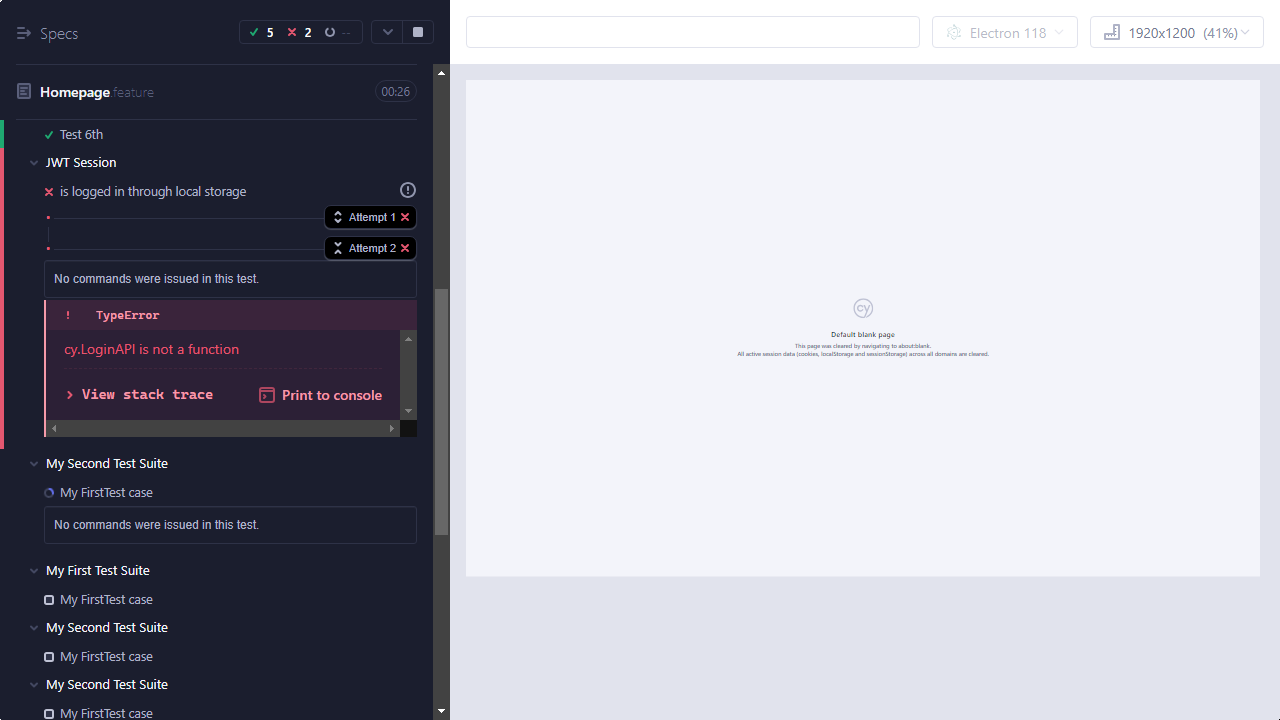 Specs
5 2 --
Electron 118
1920x1200 (41%)
Homepage.feature
00:26
Test 6th
JWT Session
is logged in through local storage
Attempt 1
Attempt 2
No commands were issued in this test.
! TypeError
cy.LoginAPI is not a function
View stack trace
Print to console
My Second Test Suite
My FirstTest case
No commands were issued in this test.
My First Test Suite
My FirstTest case
My Second Test Suite
My FirstTest case
My Second Test Suite
My FirstTest case
cy
Default blank page
This page was cleared by navigating to about:blank.
All active session data (cookies, localStorage and sessionStorage) across all domains are cleared.